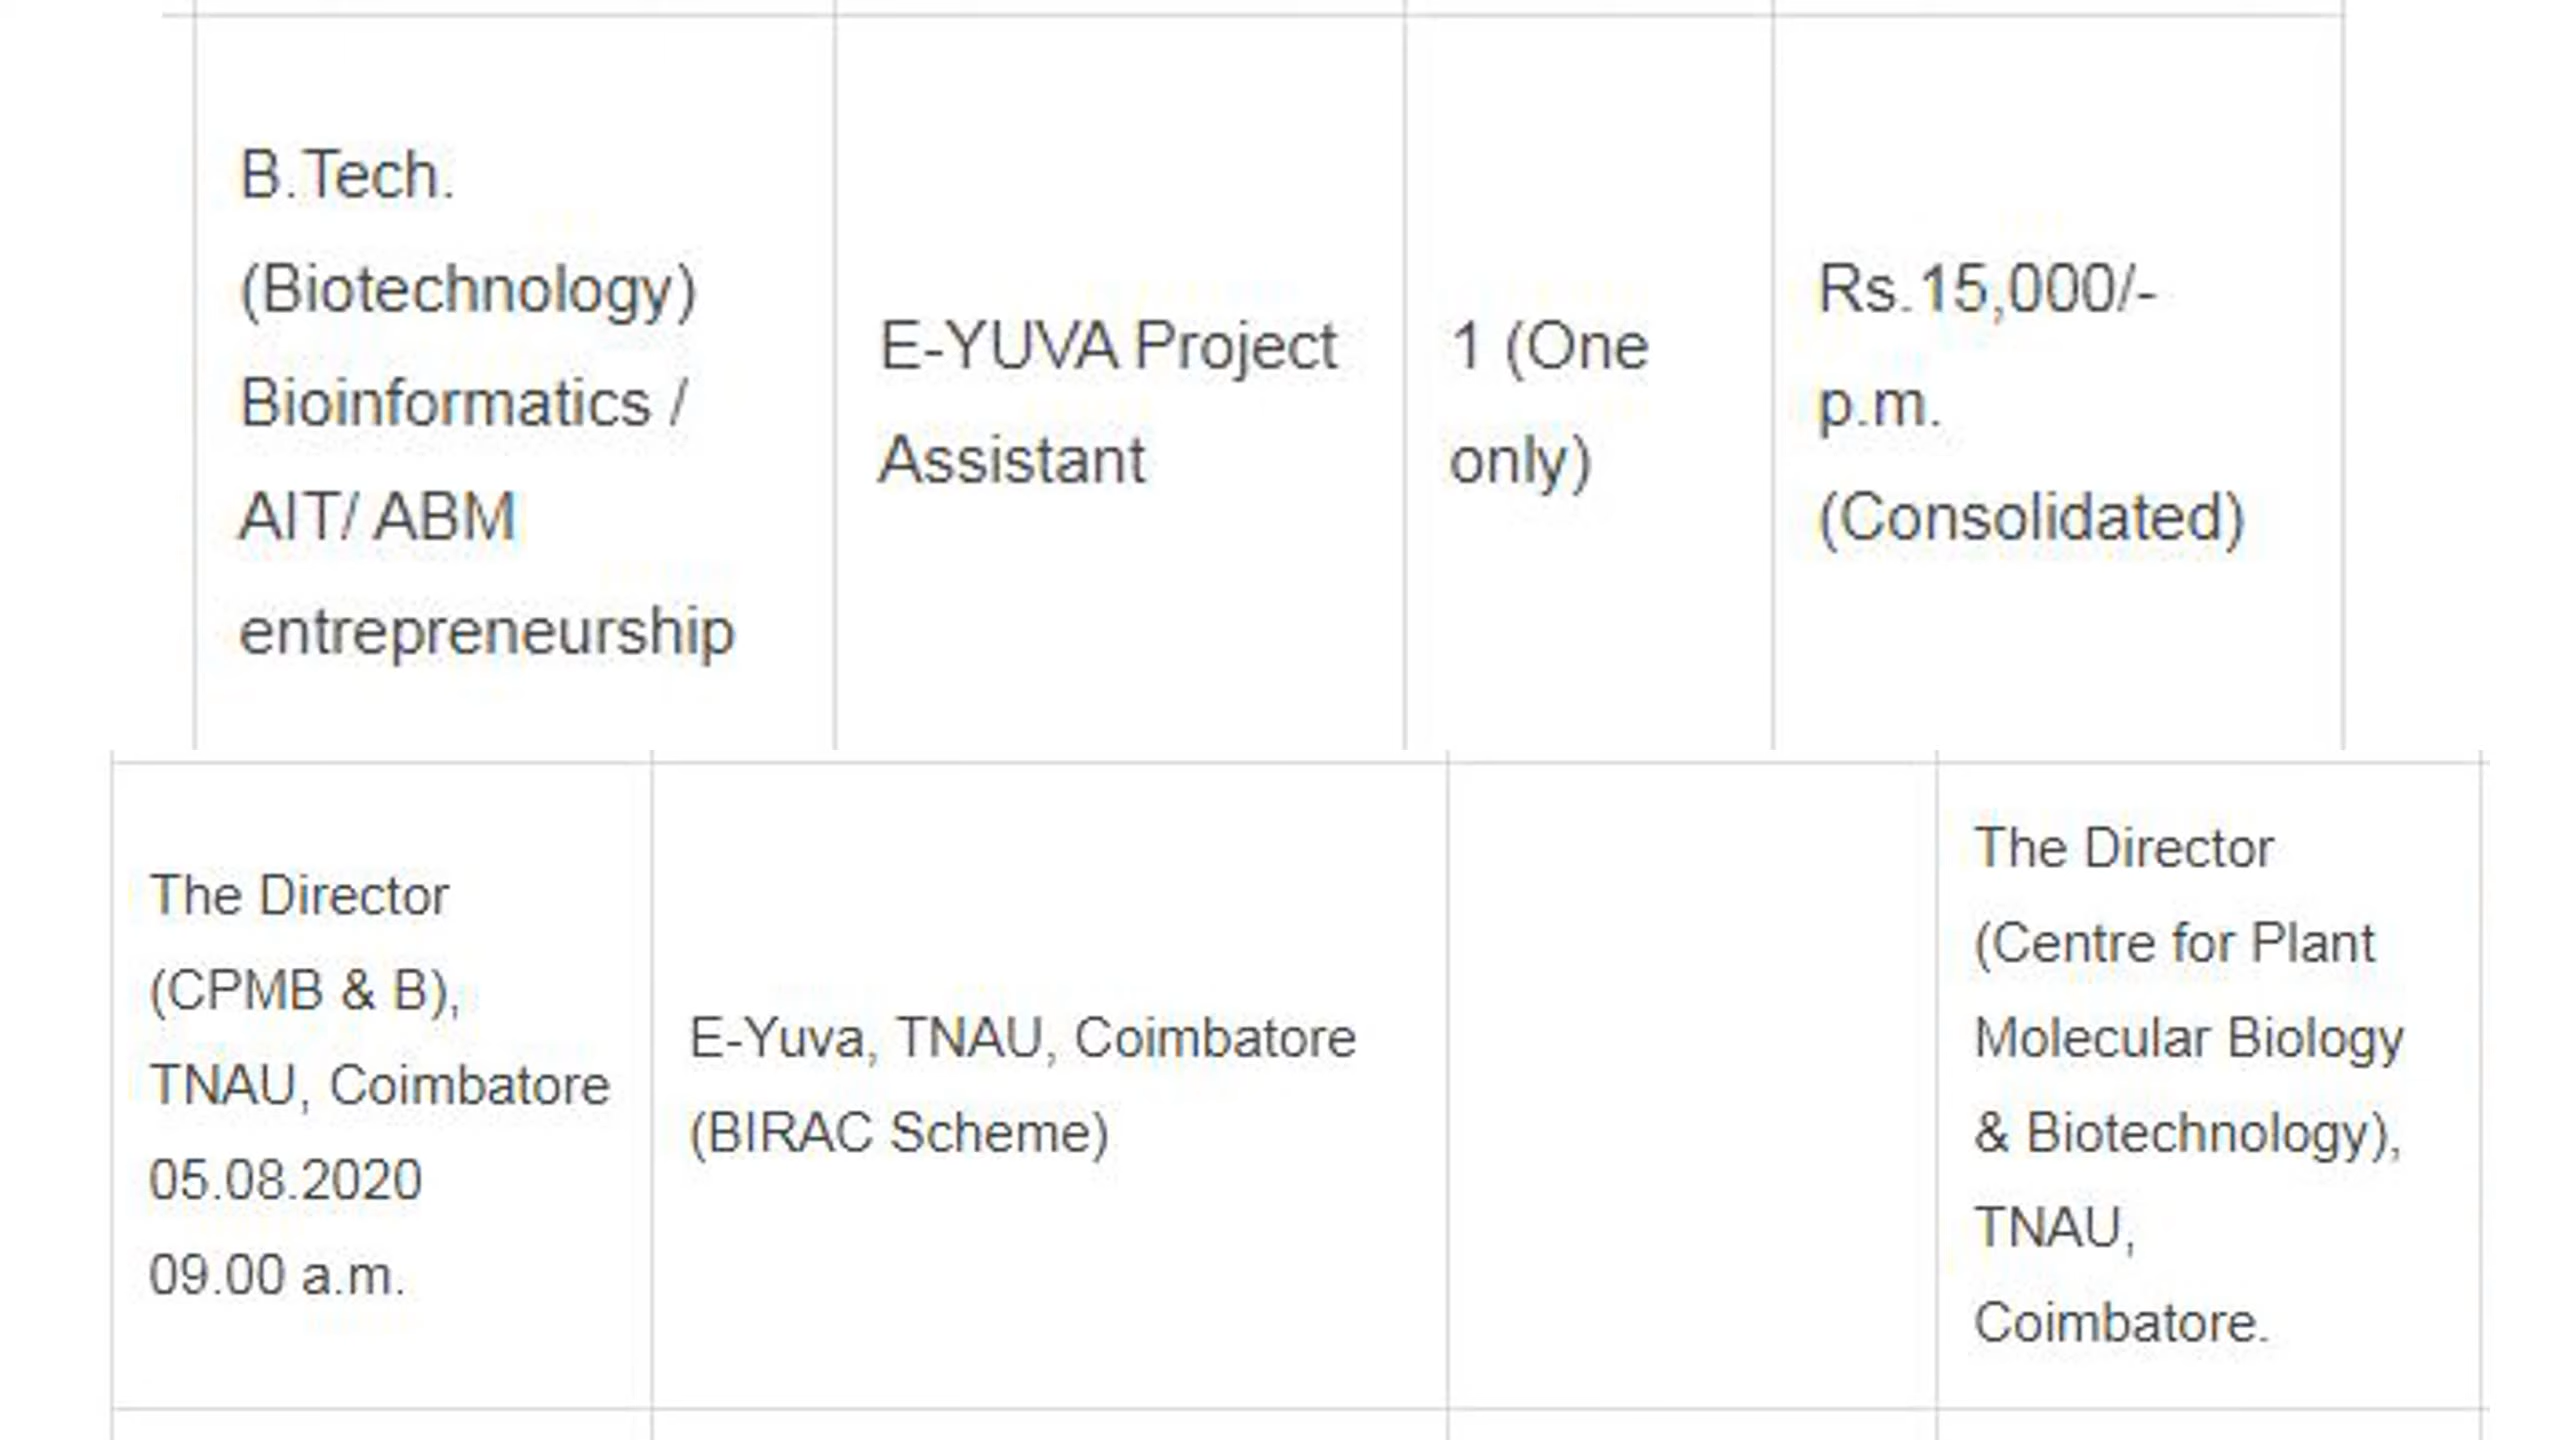 B.Tech.
(Biotechnology)
Bioinformatics /
AIT/ ABM
entrepreneurship
E-YUVA Project
Assistant
1 (One
only)
Rs.15,000/-
p.m.
(Consolidated)
The Director
(CPMB & B),
TNAU, Coimbatore
05.08.2020
09.00 a.m.
E-Yuva, TNAU, Coimbatore
(BIRAC Scheme)
The Director
(Centre for Plant
Molecular Biology
& Biotechnology),
TNAU,
Coimbatore.